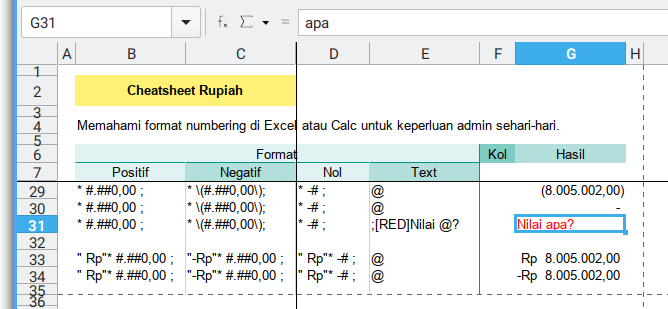 G31 fx Σ = apa
A B C D E F G H
1
2 Cheatsheet Rupiah
3
4 Memahami format numbering di Excel atau Calc untuk keperluan admin sehari-hari.
5
6 Format Kol Hasil
7 Positif Negatif Nol Text
29 * #.##0,00 ; * \(#.##0,00\); * -# ; @ (8.005.002,00)
30 * #.##0,00 ; * \(#.##0,00\); * -# ; @ -
31 * #.##0,00 ; * \(#.##0,00\); * -# ; ;[RED]Nilai @? Nilai apa?
32
33 " Rp"* #.##0,00 ; "-Rp"* #.##0,00 ; " Rp"* -# ; @ Rp 8.005.002,00
34 " Rp"* #.##0,00 ; "-Rp"* #.##0,00 ; " Rp"* -# ; @ -Rp 8.005.002,00
35
36